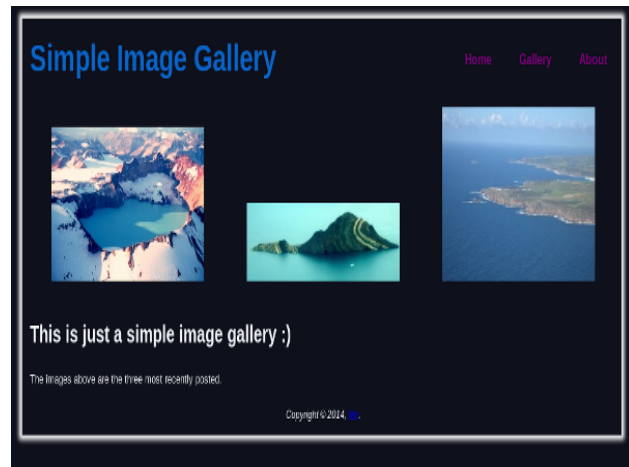 Simple Image Gallery
Home Gallery About
This is just a simple image gallery :)
The images above are the three most recently posted.
Copyright © 2014, .